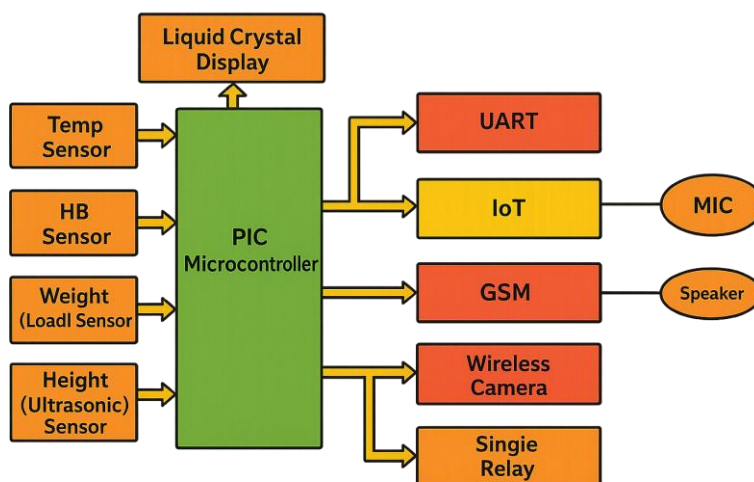 Liquid Crystal
Display
Temp
Sensor
HB
Sensor
Weight
(Loadl Sensor
Height
(Ultrasonic)
Sensor
PIC
Microcontroller
UART
IoT
MIC
GSM
Speaker
Wireless
Camera
Singie
Relay